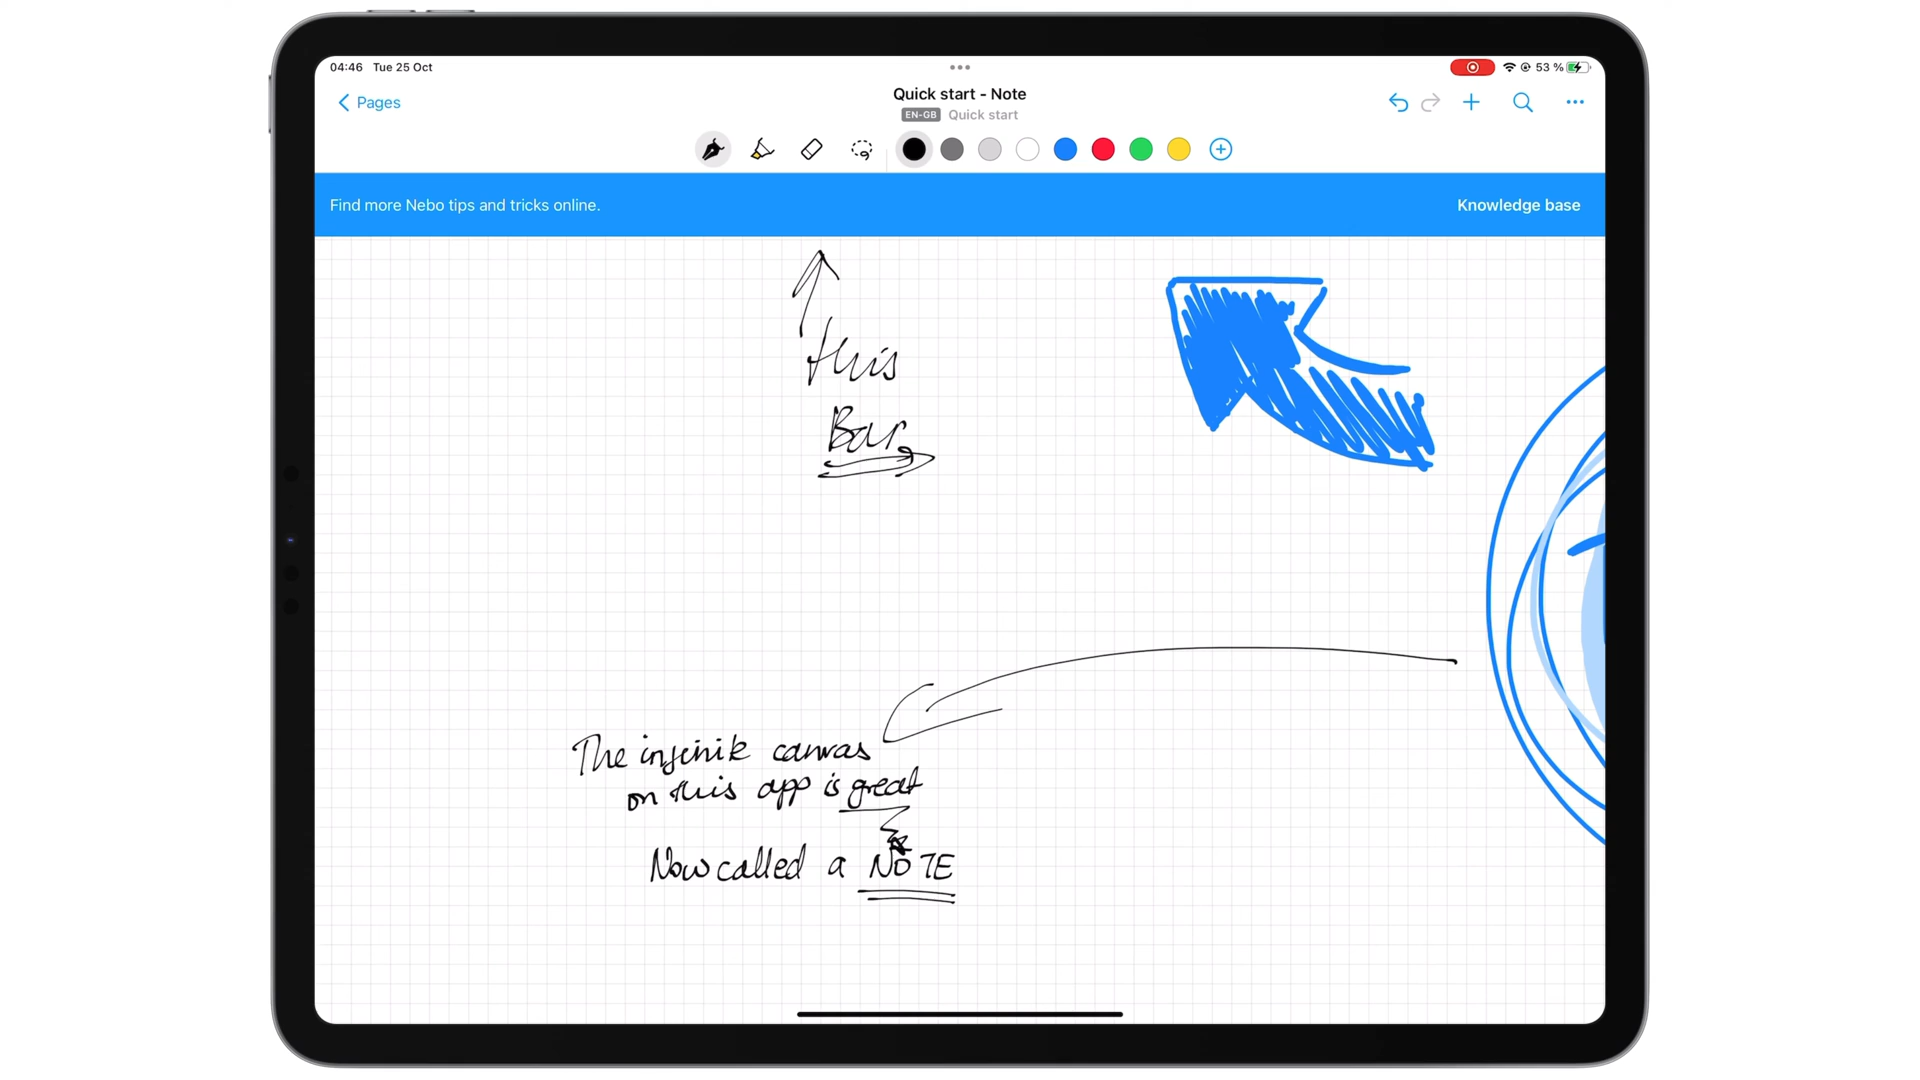 04:46 Tue 25 Oct
53 %
Pages
Quick start - Note
EN-GB Quick start
Find more Nebo tips and tricks online.
Knowledge base
this
Bar
The infinite canvas
on this app is great
Now called a NOTE